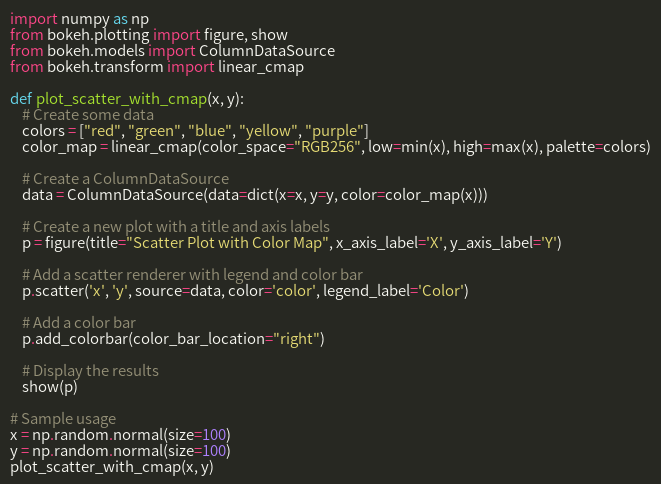 import numpy as np
from bokeh.plotting import figure, show
from bokeh.models import ColumnDataSource
from bokeh.transform import linear_cmap

def plot_scatter_with_cmap(x, y):
    # Create some data
    colors = ["red", "green", "blue", "yellow", "purple"]
    color_map = linear_cmap(color_space="RGB256", low=min(x), high=max(x), palette=colors)

    # Create a ColumnDataSource
    data = ColumnDataSource(data=dict(x=x, y=y, color=color_map(x)))

    # Create a new plot with a title and axis labels
    p = figure(title="Scatter Plot with Color Map", x_axis_label='X', y_axis_label='Y')

    # Add a scatter renderer with legend and color bar
    p.scatter('x', 'y', source=data, color='color', legend_label='Color')

    # Add a color bar
    p.add_colorbar(color_bar_location="right")

    # Display the results
    show(p)

# Sample usage
x = np.random.normal(size=100)
y = np.random.normal(size=100)
plot_scatter_with_cmap(x, y)